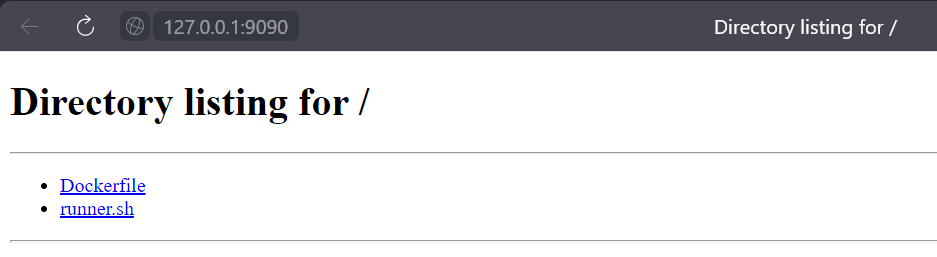 127.0.0.1:9090 Directory listing for /
Directory listing for /
Dockerfile
runner.sh